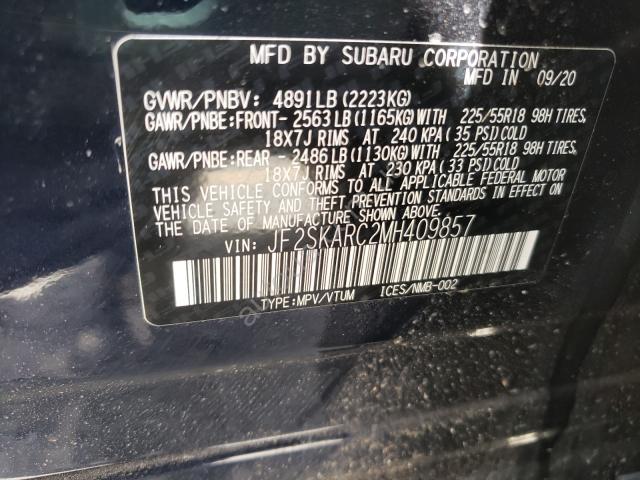 MFD BY SUBARU CORPORATION
MFD IN 09/20
GVWR/PNBV: 4891LB (2223KG)
GAWR/PNBE:FRONT- 2563LB (1165KG)WITH 225/55R18 98H TIRES,
18X7J RIMS AT 240 KPA (35 PSI)COLD
GAWR/PNBE:REAR - 2486LB (1130KG)WITH 225/55R18 98H TIRES,
18X7J RIMS AT 230 KPA (33 PSI)COLD
THIS VEHICLE CONFORMS TO ALL APPLICABLE FEDERAL MOTOR
VEHICLE SAFETY AND THEFT PREVENTION STANDARDS IN EFFECT ON
THE DATE OF MANUFACTURE SHOWN ABOVE.
VIN: JF2SKARC2MH409857
TYPE:MPV/VTUM ICES/NMB-002